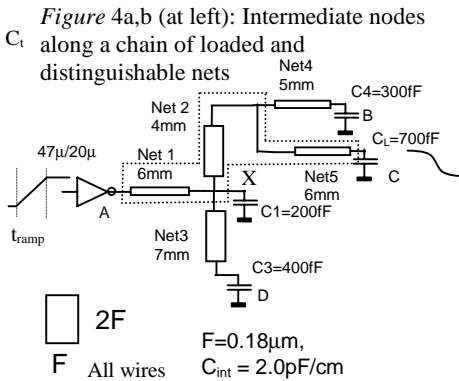 Figure 4a,b (at left): Intermediate nodes
Ct along a chain of loaded and
distinguishable nets
Net4
5mm
C4=300fF
B
Net 2
4mm
47µ/20µ
Net 1
6mm
CL=700fF
X
Net5
6mm
C
A
C1=200fF
tramp
Net3
7mm
C3=400fF
D
2F
F
All wires
F=0.18µm,
Cint = 2.0pF/cm